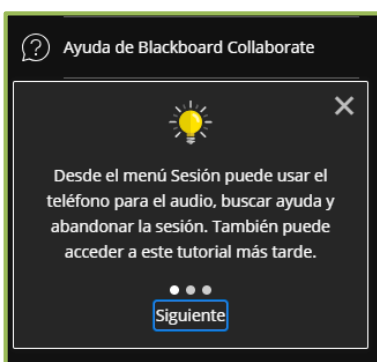 Ayuda de Blackboard Collaborate
Desde el menú Sesión puede usar el
teléfono para el audio, buscar ayuda y
abandonar la sesión. También puede
acceder a este tutorial más tarde.
Siguiente